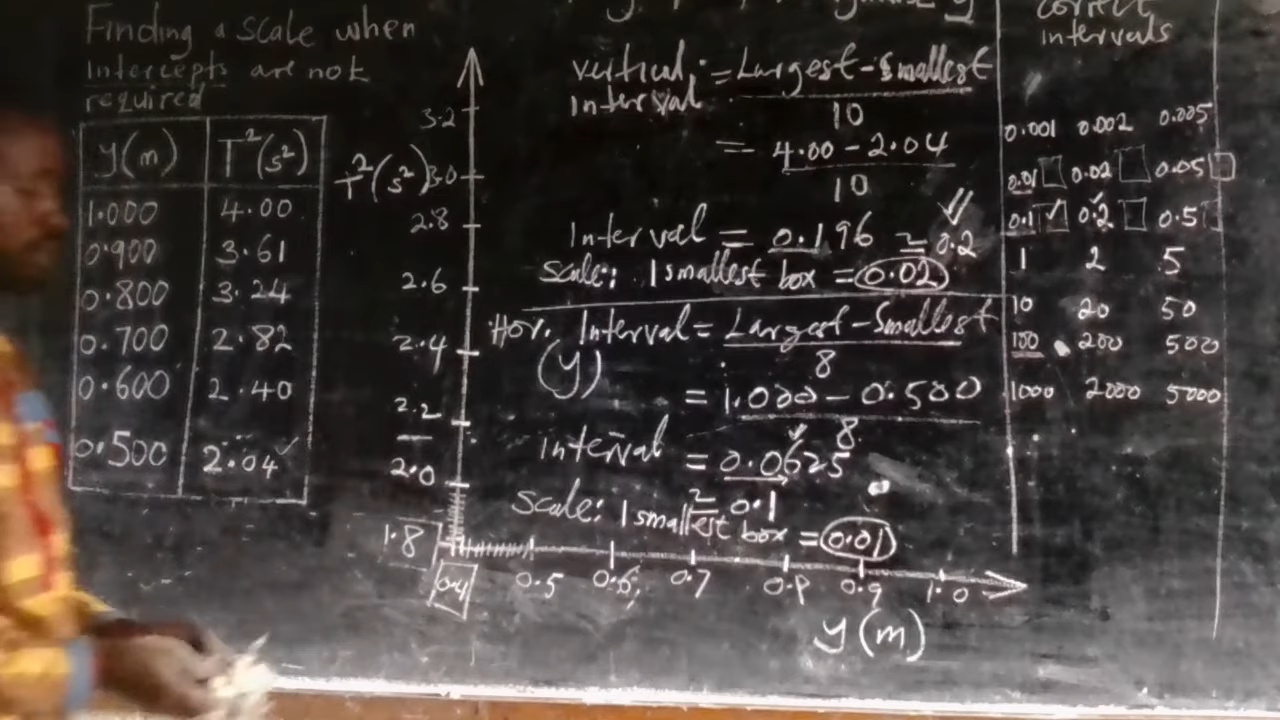 Finding a scale when
intercepts are not
required
y(m) T²(s²)
1.000 4.00
0.900 3.61
0.800 3.24
0.700 2.82
0.600 2.40
0.500 2.04
T²(s²)
3.2
3.0
2.8
2.6
2.4
2.2
2.0
1.8
0.4 0.5 0.6 0.7 0.8 0.9 1.0
y(m)
vertical = Largest - Smallest
interval
10
= 4.00 - 2.04
10
Interval = 0.196 ≃ 0.2
scale: 1 smallest box = 0.02
Hor. Interval = Largest - Smallest
(y) 8
= 1.000 - 0.500
8
interval = 0.0625
≃ 0.1
scale: 1 smallest box = 0.01
correct
intervals
0.001 0.002 0.005
0.01 0.02 0.05
0.1 0.2 0.5
1 2 5
10 20 50
100 200 500
1000 2000 5000